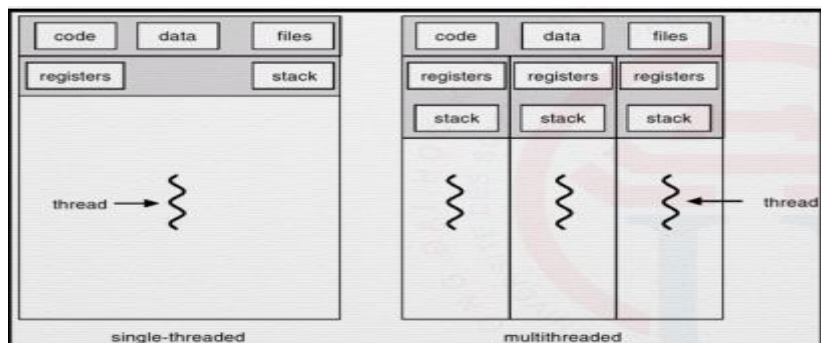 code data files code data files
registers stack registers registers registers
stack stack stack
thread thread
single-threaded multithreaded